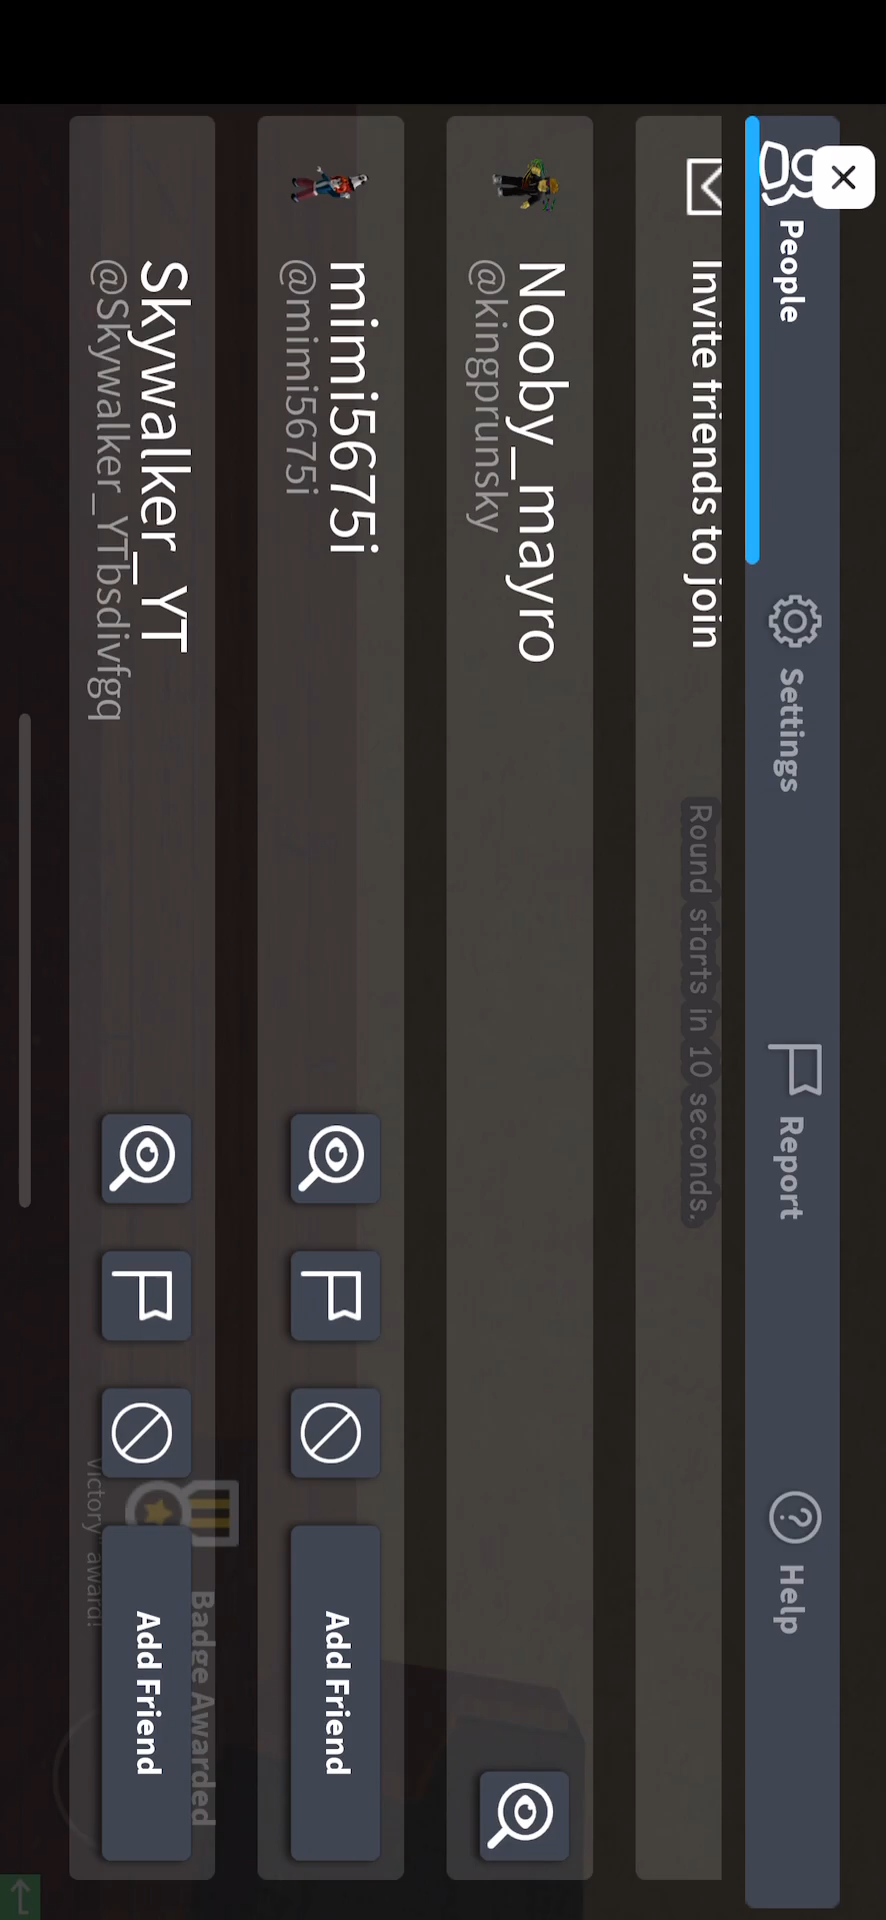 People
Settings
Report
Help
Invite friends to join
Round starts in 10 seconds.
Nooby_mayro
@kingprunsky
mimi5675i
@mimi5675i
Add Friend
Skywalker_YT
@Skywalker_YTbsdivfgq
Add Friend
Badge Awarded
victory" award!